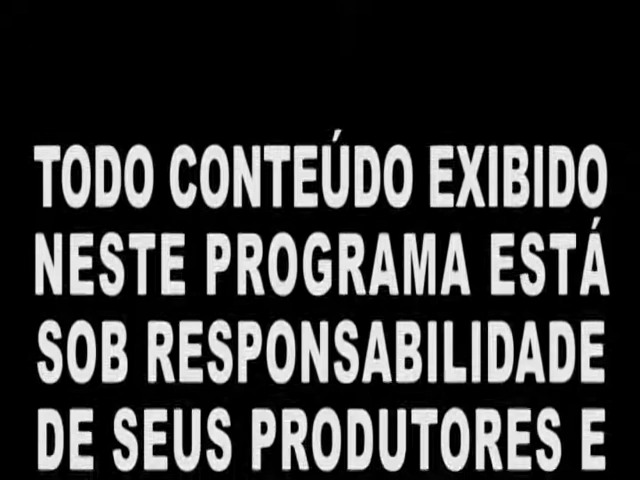 TODO CONTEÚDO EXIBIDO
NESTE PROGRAMA ESTÁ
SOB RESPONSABILIDADE
DE SEUS PRODUTORES E